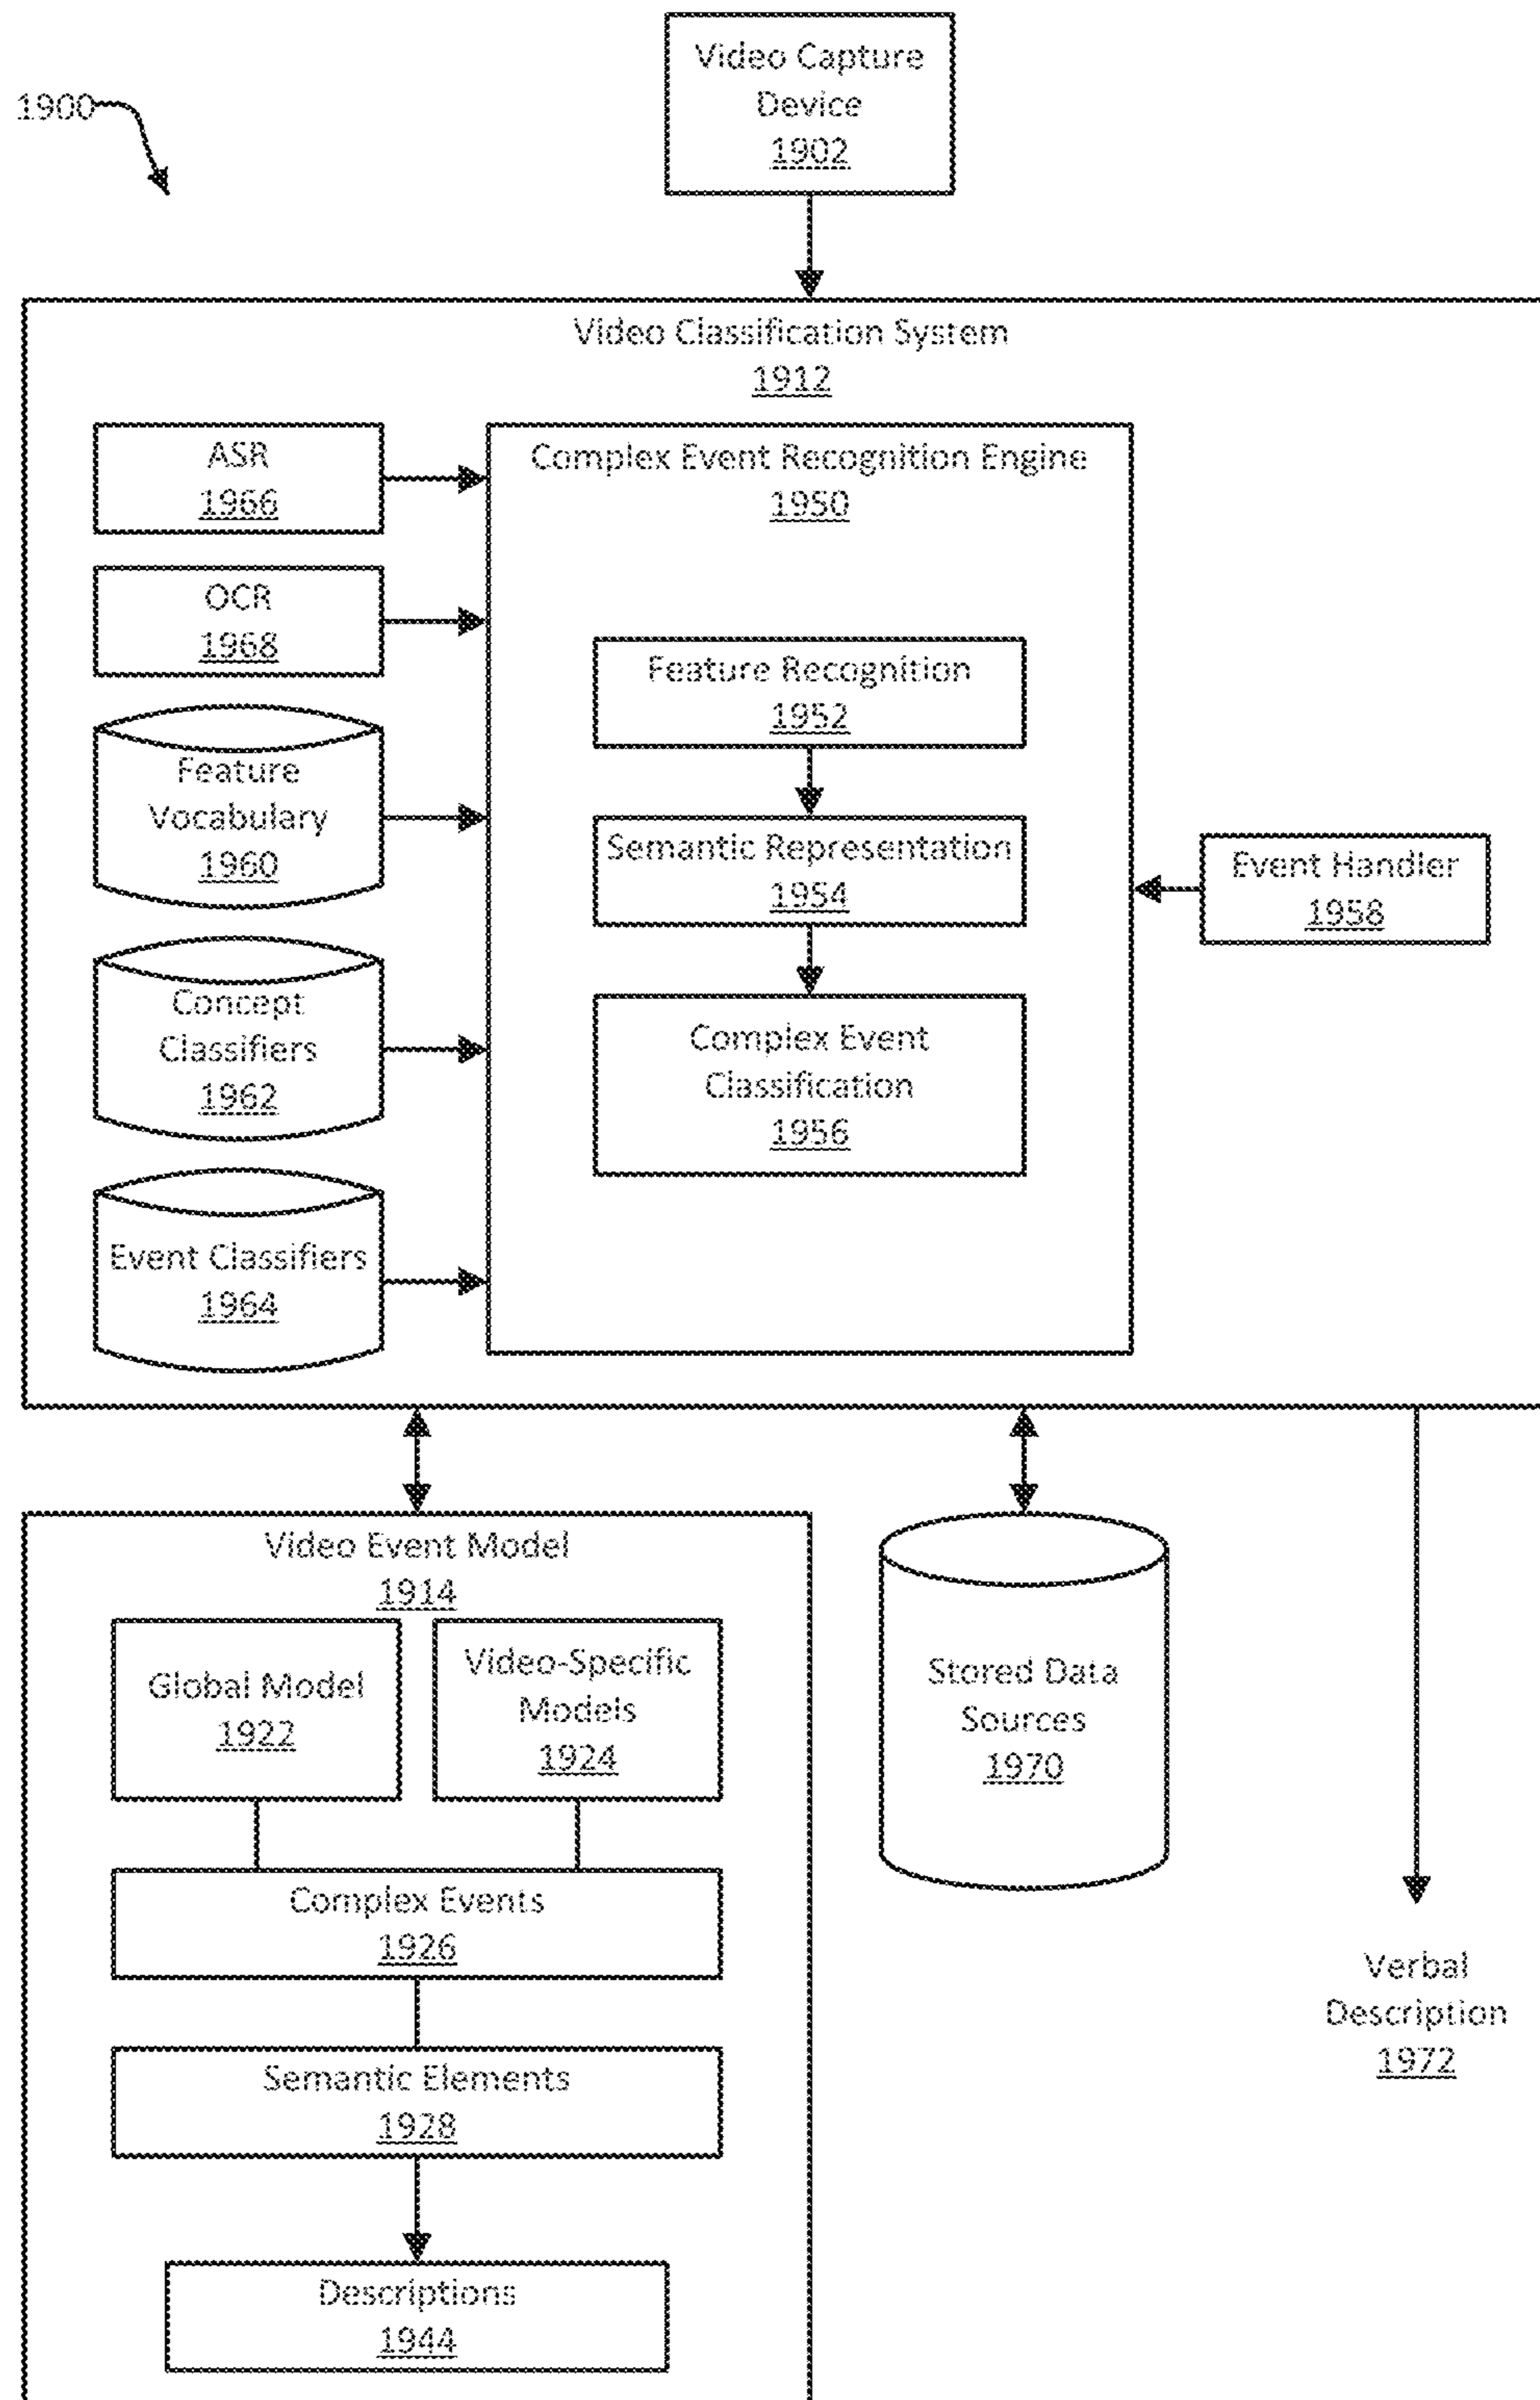 Video Capture
Device
1902
1900
Video Classification System
1912
ASR
1966
OCR
1968
Feature
Vocabulary
1960
Concept
Classifiers
1962
Event Classifiers
1964
Complex Event Recognition Engine
1950
Feature Recognition
1952
Semantic Representation
1954
Complex Event
Classification
1956
Event Handler
1958
Video Event Model
1914
Global Model
1922
Video-Specific
Models
1924
Complex Events
1926
Semantic Elements
1928
Descriptions
1944
Stored Data
Sources
1970
Verbal
Description
1972